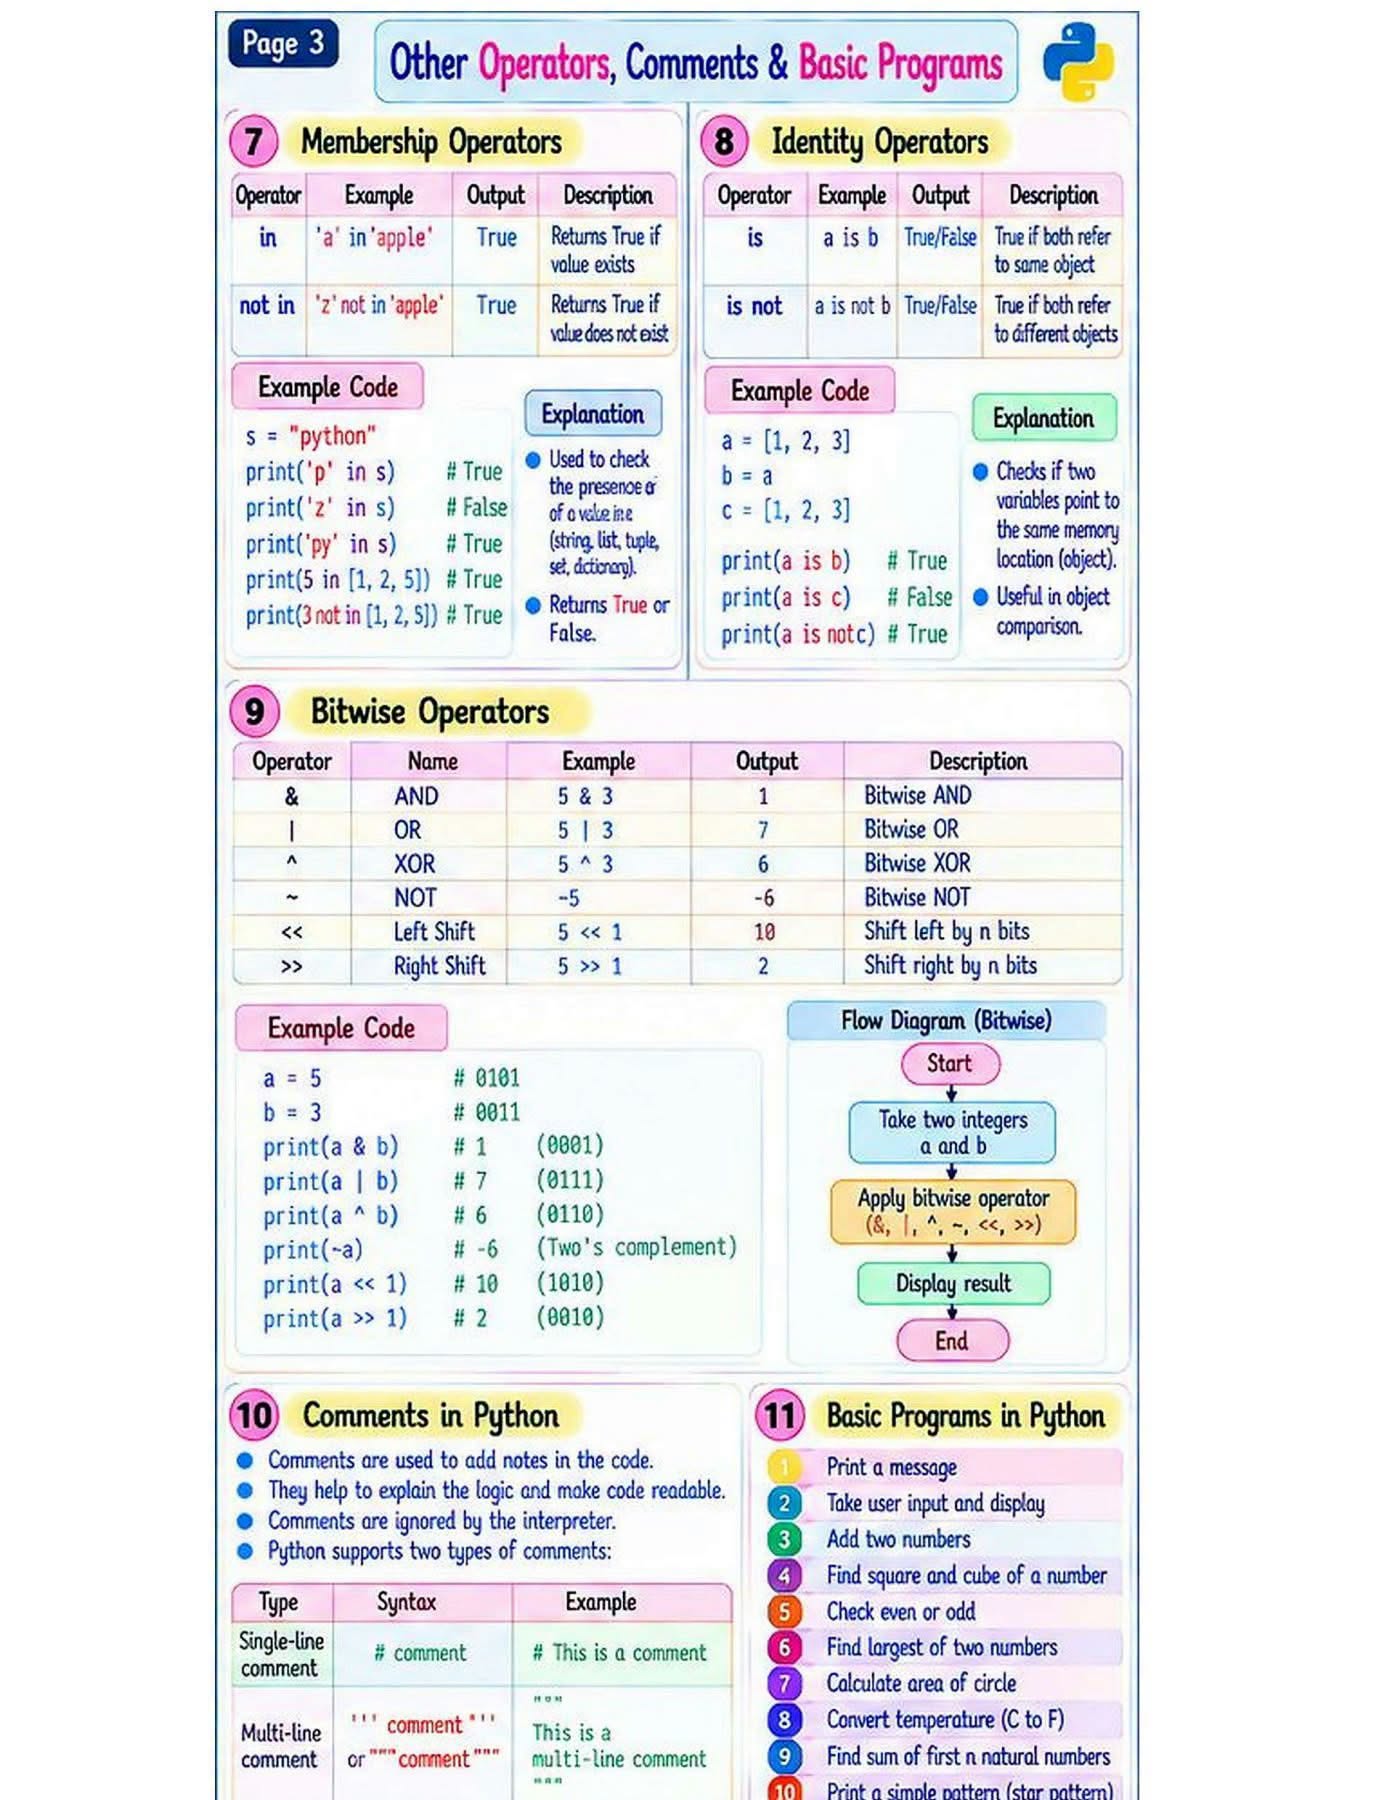 Page 3
Other Operators, Comments & Basic Programs
7 Membership Operators
Operator Example Output Description
in 'a' in 'apple' True Returns True if
value exists
not in 'z' not in 'apple' True Returns True if
value does not exist
Example Code
s = "python"
print('p' in s) # True
print('z' in s) # False
print('py' in s) # True
print(5 in [1, 2, 5]) # True
print(3 not in [1, 2, 5]) # True
Explanation
Used to check
the presence
of a value
(string, list, tuple,
set, dictionary).
Returns True or
False.
8 Identity Operators
Operator Example Output Description
is a is b True/False True if both refer
to same object
is not a is not b True/False True if both refer
to different objects
Example Code
a = [1, 2, 3]
b = a
c = [1, 2, 3]
print(a is b) # True
print(a is c) # False
print(a is notc) # True
Explanation
Checks if two
variables point to
the same memory
location (object).
Useful in object
comparison.
9 Bitwise Operators
Operator Name Example Output Description
& AND 5 & 3 1 Bitwise AND
| OR 5 | 3 7 Bitwise OR
^ XOR 5 ^ 3 6 Bitwise XOR
~ NOT ~5 -6 Bitwise NOT
<< Left Shift 5 << 1 10 Shift left by n bits
>> Right Shift 5 >> 1 2 Shift right by n bits
Example Code
a = 5 # 0101
b = 3 # 0011
print(a & b) # 1 (0001)
print(a | b) # 7 (0111)
print(a ^ b) # 6 (0110)
print(~a) # -6 (Two's complement)
print(a << 1) # 10 (1010)
print(a >> 1) # 2 (0010)
Flow Diagram (Bitwise)
Start
Take two integers
a and b
Apply bitwise operator
(&, |, ^, ~, <<, >>)
Display result
End
10 Comments in Python
Comments are used to add notes in the code.
They help to explain the logic and make code readable.
Comments are ignored by the interpreter.
Python supports two types of comments:
Type Syntax Example
Single-line
comment # comment # This is a comment
Multi-line
comment ''' comment "''
or """comment """
"""
This is a
multi-line comment
"""
11 Basic Programs in Python
1 Print a message
2 Take user input and display
3 Add two numbers
4 Find square and cube of a number
5 Check even or odd
6 Find largest of two numbers
7 Calculate area of circle
8 Convert temperature (C to F)
9 Find sum of first n natural numbers
10 Print a simple pattern (star pattern)